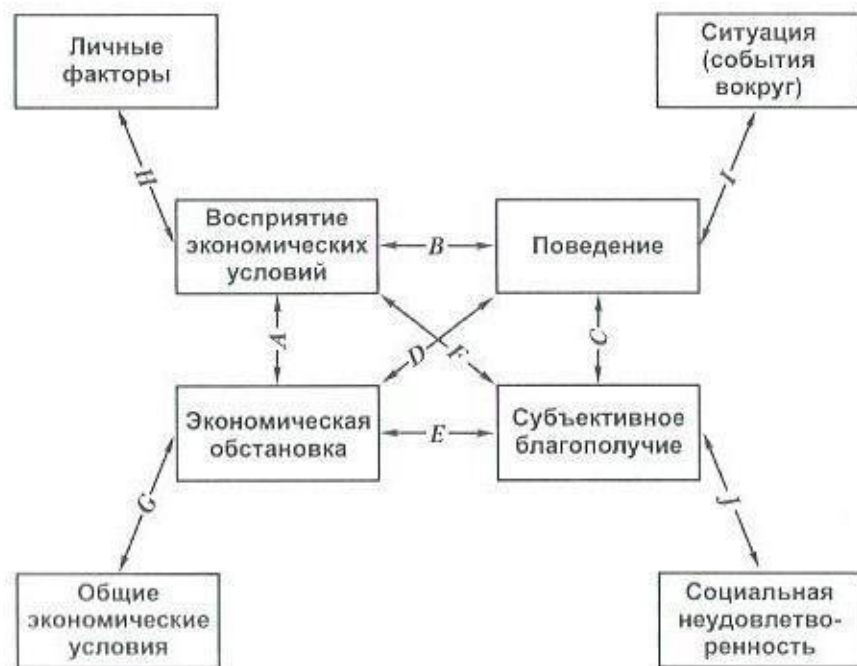 Личные
факторы
Ситуация
(события
вокруг)
H
I
Восприятие
экономических
условий
B
Поведение
A
D
F
C
Экономическая
обстановка
E
Субъективное
благополучие
G
J
Общие
экономические
условия
Социальная
неудовлетво-
ренность